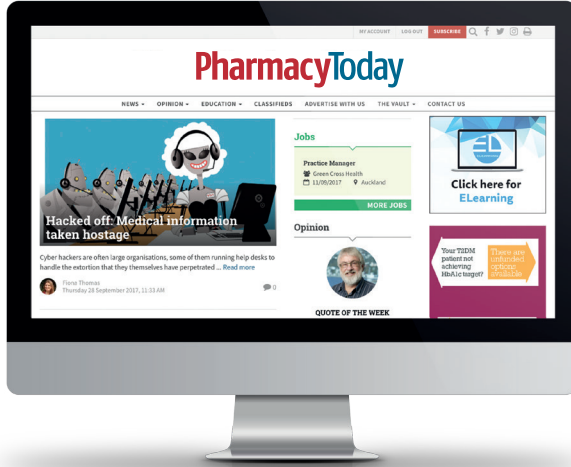 MY ACCOUNT LOG OUT SUBSCRIBE
PharmacyToday
NEWS OPINION EDUCATION CLASSIFIEDS ADVERTISE WITH US THE VAULT CONTACT US
Hacked off: Medical information
taken hostage
Cyber hackers are often large organisations, some of them running help desks to
handle the extortion that they themselves have perpetrated ... Read more
Fiona Thomas
Thursday 28 September 2017, 11:33 AM
0
Jobs
Practice Manager
Green Cross Health
11/09/2017 Auckland
MORE JOBS
Opinion
QUOTE OF THE WEEK
EL
Click here for
ELearning
Your T2DM
patient not
achieving
HbA1c target?
There are
unfunded
options
available